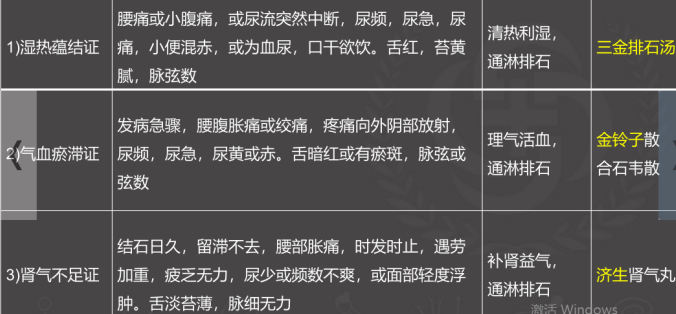 腰痛或小腹痛，或尿流突然中断，尿频，尿急，尿
1)湿热蕴结证
痛，小便混赤，或为血尿，口干欲饮。舌红，苔黄
腻，脉弦数
清热利湿，
通淋排石
三金排石汤
2)气血瘀滞证
发病急骤，腰腹胀痛或绞痛，疼痛向外阴部放射，
尿频，尿急，尿黄或赤。舌暗红或有瘀斑，脉弦或
弦数
理气活血，
通淋排石
金铃子散
合石韦散
3)肾气不足证
结石日久，留滞不去，腰部胀痛，时发时止，遇劳
加重，疲乏无力，尿少或频数不爽，或面部轻度浮
肿。舌淡苔薄，脉细无力
补肾益气，
通淋排石
济生肾气丸
激活 Windows